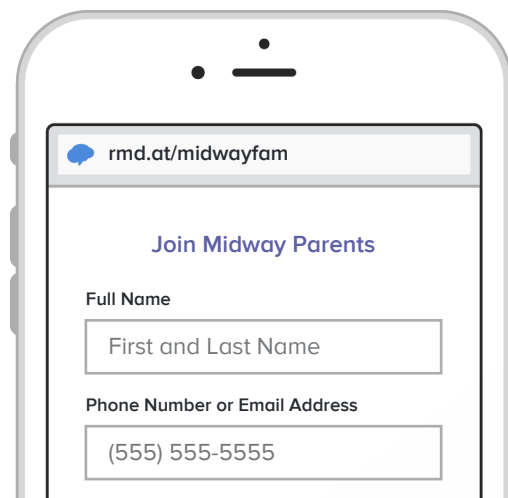 rmd.at/midwayfam
Join Midway Parents
Full Name
First and Last Name
Phone Number or Email Address
(555) 555-5555